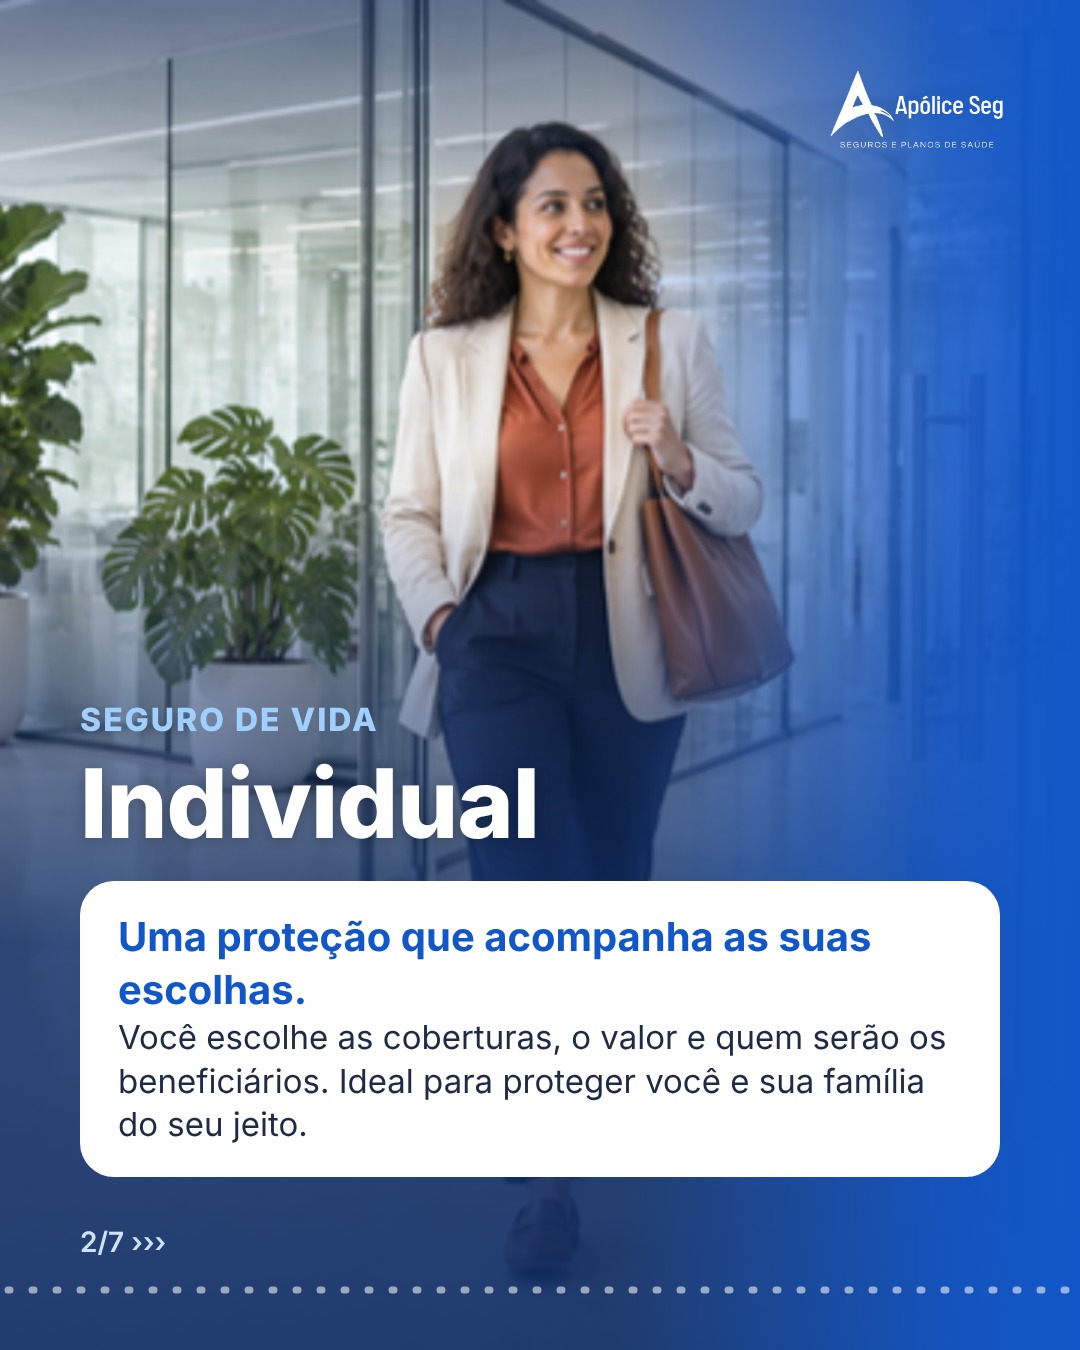 Apólice Seg
SEGUROS E PLANOS DE SAÚDE
SEGURO DE VIDA
Individual
Uma proteção que acompanha as suas
escolhas.
Você escolhe as coberturas, o valor e quem serão os
beneficiários. Ideal para proteger você e sua família
do seu jeito.
2/7 ›››